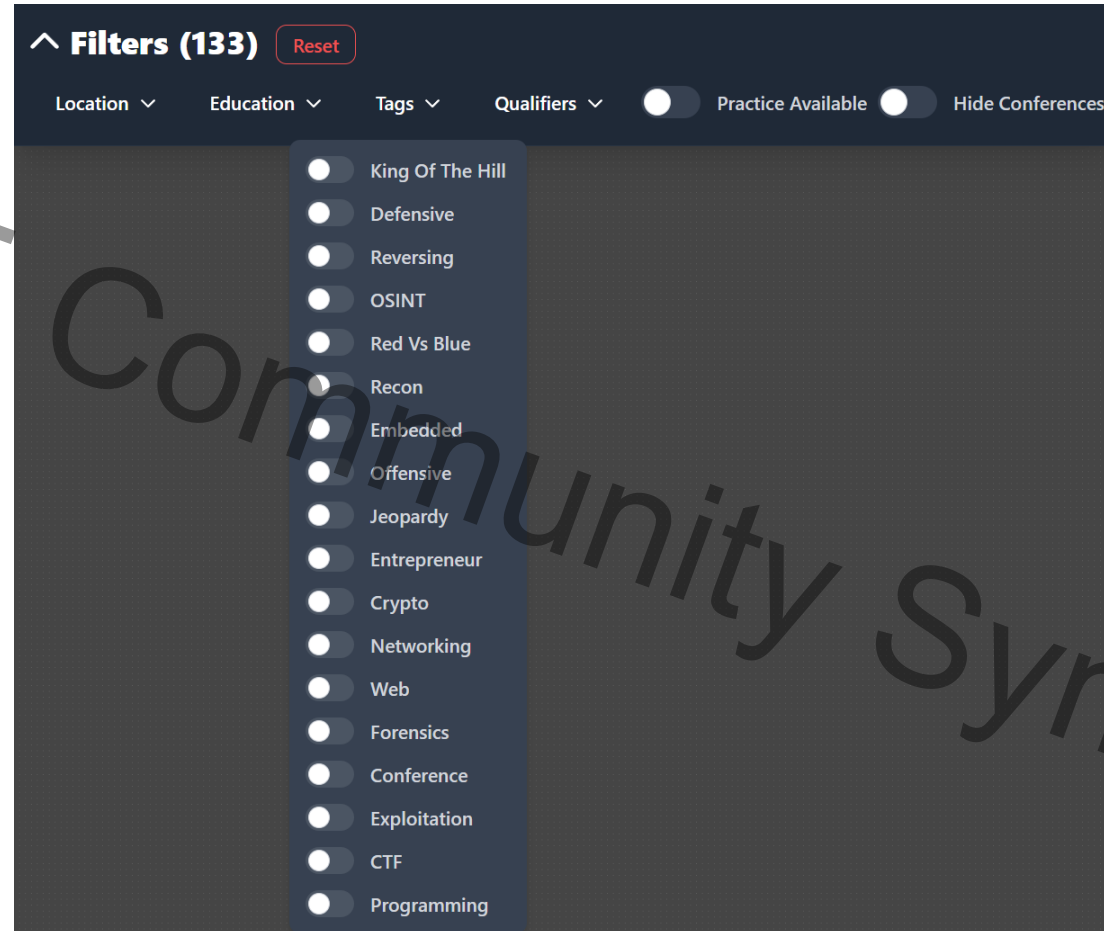 Filters (133) Reset
Location Education Tags Qualifiers Practice Available Hide Conferences
King Of The Hill
Defensive
Reversing
OSINT
Red Vs Blue
Recon
Embedded
Offensive
Jeopardy
Entrepreneur
Crypto
Networking
Web
Forensics
Conference
Exploitation
CTF
Programming
Community